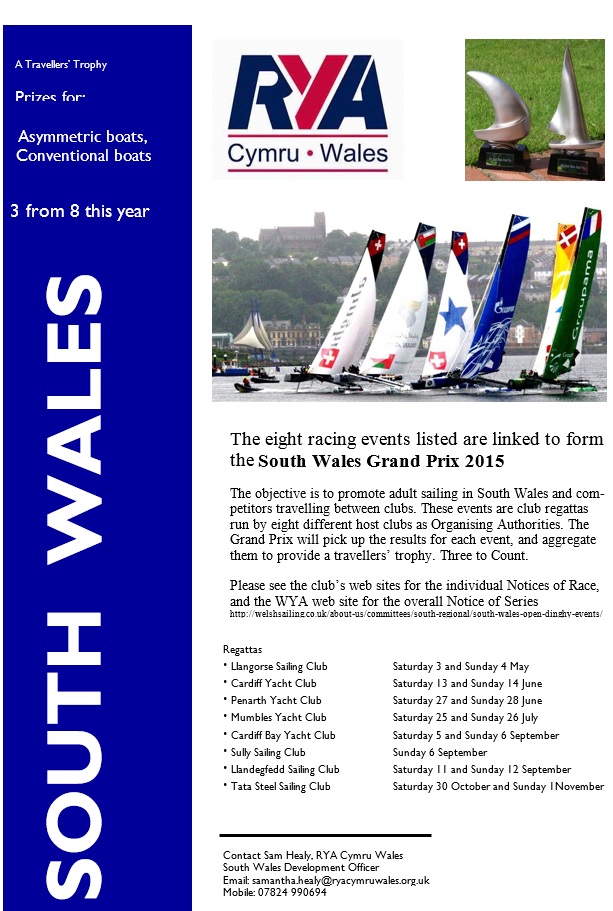 A Travellers' Trophy
Prizes for:
Asymmetric boats,
Conventional boats
3 from 8 this year
SOUTH WALES
RYA
Cymru • Wales
Groupama
The eight racing events listed are linked to form
the South Wales Grand Prix 2015
The objective is to promote adult sailing in South Wales and com-
petitors travelling between clubs. These events are club regattas
run by eight different host clubs as Organising Authorities. The
Grand Prix will pick up the results for each event, and aggregate
them to provide a travellers' trophy. Three to Count.
Please see the club's web sites for the individual Notices of Race,
and the WYA web site for the overall Notice of Series
http://welshsailing.co.uk/about-us/committees/south-regional/south-wales-open-dinghy-events/
Regattas
• Llangorse Sailing Club Saturday 3 and Sunday 4 May
• Cardiff Yacht Club Saturday 13 and Sunday 14 June
• Penarth Yacht Club Saturday 27 and Sunday 28 June
• Mumbles Yacht Club Saturday 25 and Sunday 26 July
• Cardiff Bay Yacht Club Saturday 5 and Sunday 6 September
• Sully Sailing Club Sunday 6 September
• Llandegfedd Sailing Club Saturday 11 and Sunday 12 September
• Tata Steel Sailing Club Saturday 30 October and Sunday 1November
Contact Sam Healy, RYA Cymru Wales
South Wales Development Officer
Email: samantha.healy@ryacymruwales.org.uk
Mobile: 07824 990694